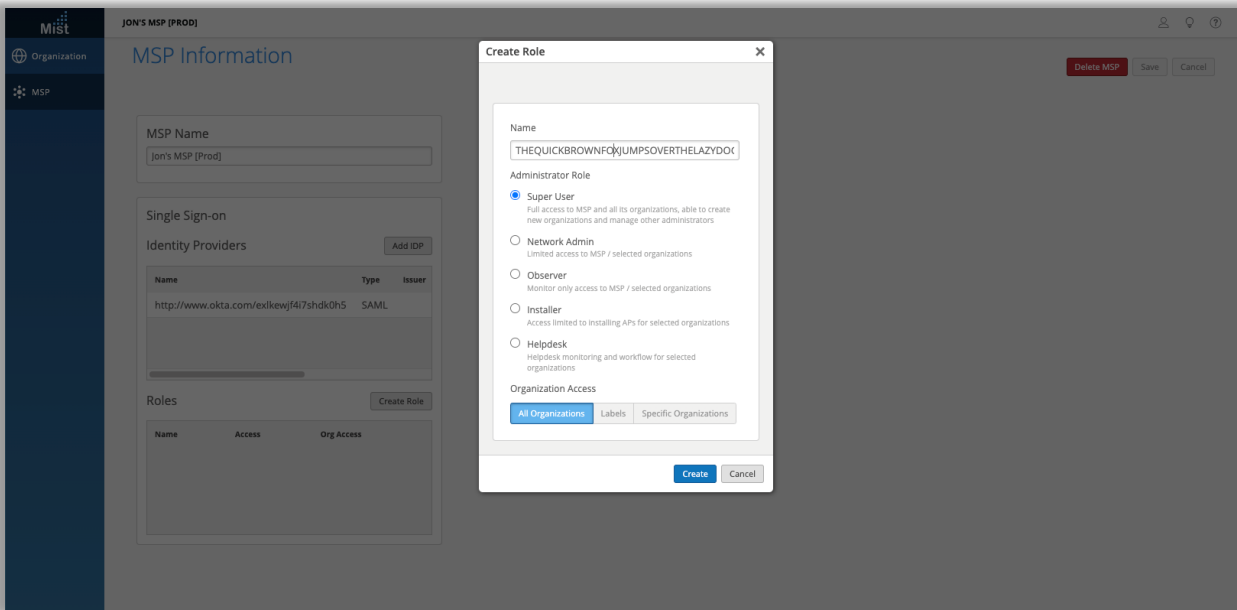 Mist
JON'S MSP [PROD]
Organization
MSP
MSP Information
Delete MSP
Save
Cancel
MSP Name
Jon's MSP [Prod]
Single Sign-on
Identity Providers
Add IDP
Name Type Issuer
http://www.okta.com/exlkewjf4i7shdk0h5 SAML
Roles
Create Role
Name Access Org Access
Create Role
Name
THEQUICKBROWNFOXJUMPSOVERTHELAZYDO
Administrator Role
Super User
Full access to MSP and all its organizations, able to create
new organizations and manage other administrators
Network Admin
Limited access to MSP / selected organizations
Observer
Monitor only access to MSP / selected organizations
Installer
Access limited to installing APs for selected organizations
Helpdesk
Helpdesk monitoring and workflow for selected
organizations
Organization Access
All Organizations Labels Specific Organizations
Create Cancel